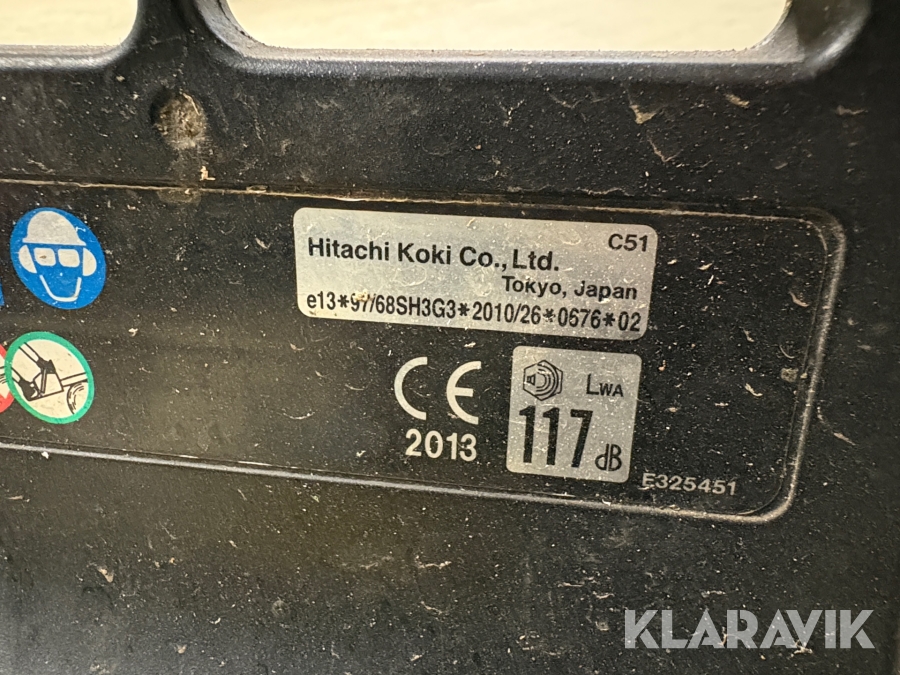 C51
Hitachi Koki Co., Ltd.
Tokyo, Japan
e13*97/68SH3G3*2010/26*0676*02
CE
2013
LWA
117 dB
E325451
KLARAVIK